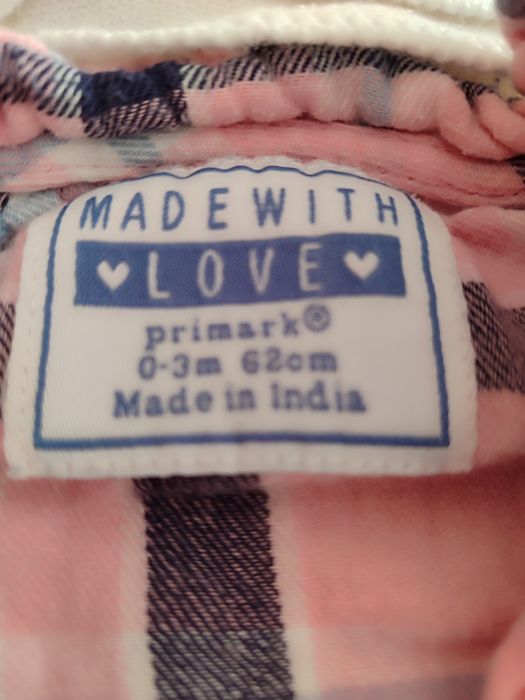 MADE WITH
♥ LOVE ♥
primark®
0-3m 62cm
Made in India